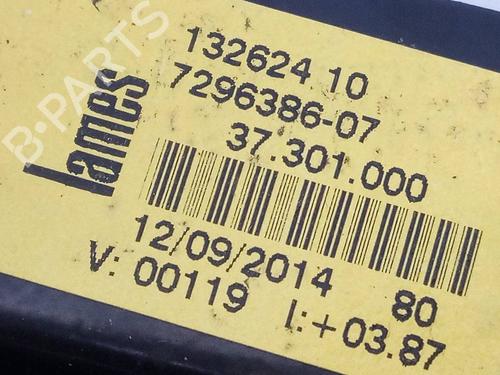 B-PARTS
lames
132624 10
7296386-07
37.301.000
12/09/2014 80
V: 00119 I:+03.87